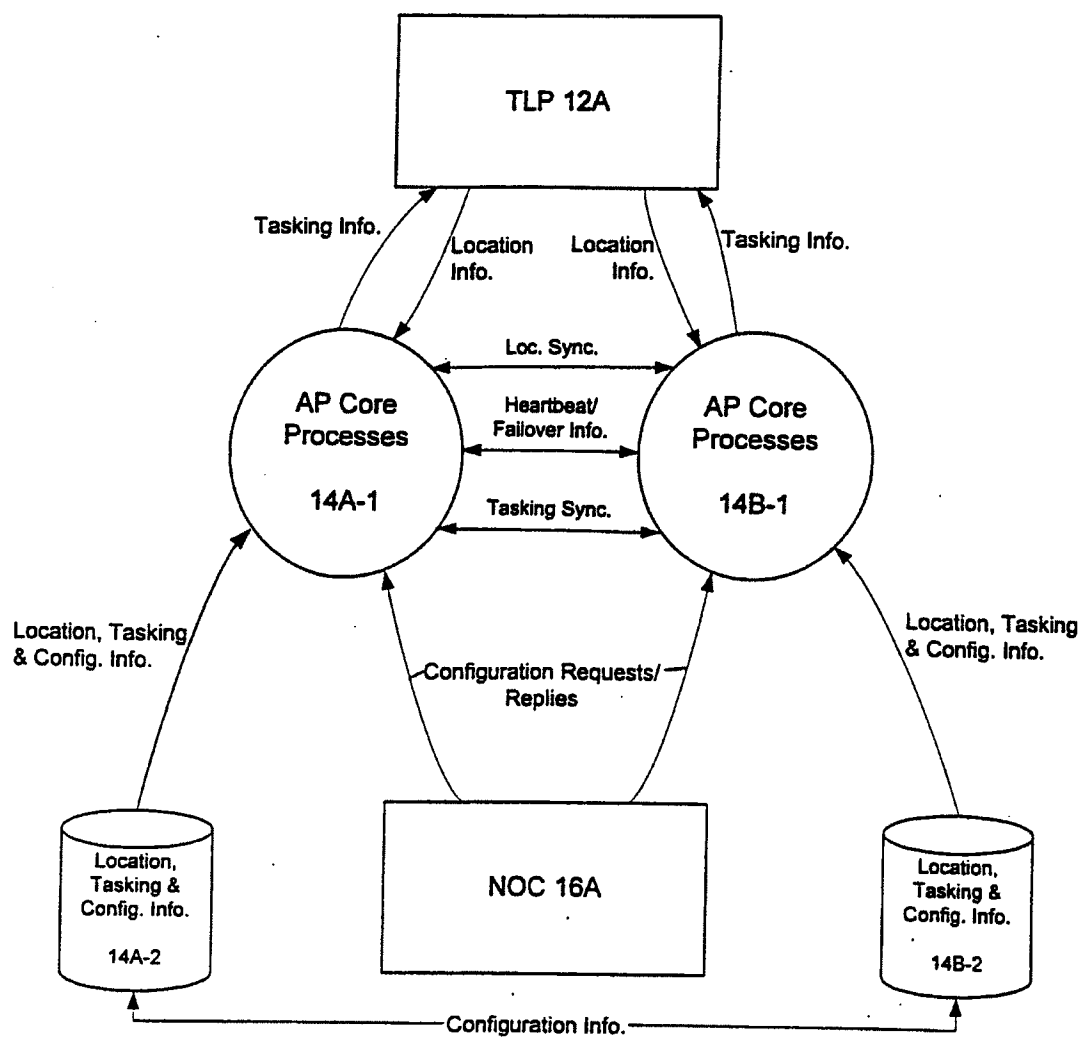 TLP 12A
Tasking Info.
Location
Info.
Location
Info.
Tasking Info.
Loc. Sync.
AP Core
Processes
14A-1
Heartbeat/
Failover Info.
AP Core
Processes
14B-1
Tasking Sync.
Location, Tasking
& Config. Info.
Configuration Requests/
Replies
Location, Tasking
& Config. Info.
Location,
Tasking &
Config. Info.
14A-2
NOC 16A
Location,
Tasking &
Config. Info.
14B-2
Configuration Info.